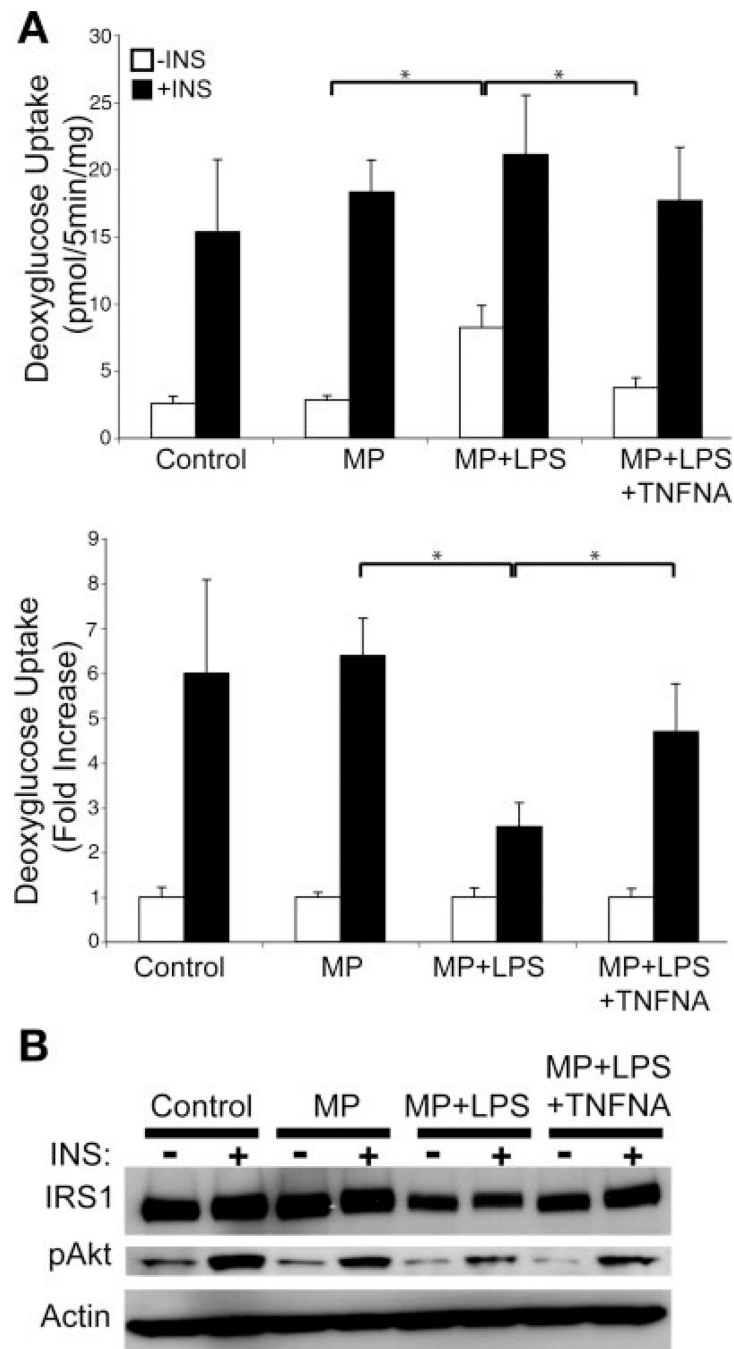 A
Deoxyglucose Uptake
(pmol/5min/mg)
30
25
20
15
10
5
0
-INS
+INS
* *
Control MP MP+LPS MP+LPS
+TNFNA
Deoxyglucose Uptake
(Fold Increase)
9
8
7
6
5
4
3
2
1
0
* *
Control MP MP+LPS MP+LPS
+TNFNA
B
MP+LPS
Control MP MP+LPS +TNFNA
INS: - + - + - + - +
IRS1
pAkt
Actin